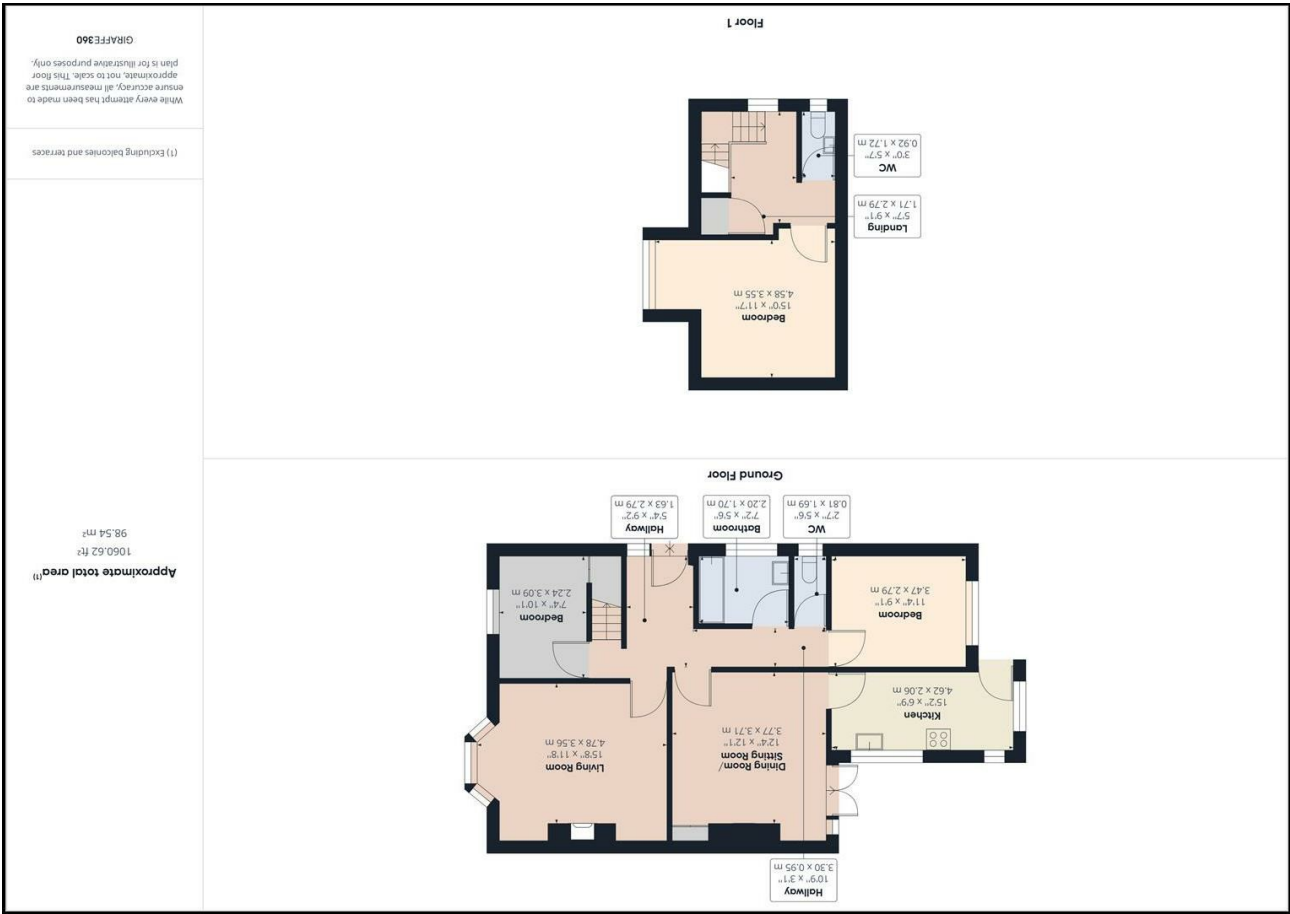 Hallway
10'9" x 3'1"
3.30 x 0.95 m
Living Room
15'8" x 11'8"
4.78 x 3.56 m
Dining Room/
Sitting Room
12'4" x 12'1"
3.77 x 3.71 m
Kitchen
15'2" x 6'9"
4.62 x 2.06 m
Bedroom
7'4" x 10'1"
2.24 x 3.09 m
Bedroom
11'4" x 9'1"
3.47 x 2.79 m
WC
2'7" x 5'6"
0.81 x 1.69 m
Bathroom
7'2" x 5'6"
2.20 x 1.70 m
Hallway
5'4" x 9'2"
1.63 x 2.79 m
Ground Floor
Bedroom
15'0" x 11'7"
4.58 x 3.55 m
Landing
5'7" x 9'1"
1.71 x 2.79 m
WC
3'0" x 5'7"
0.92 x 1.72 m
Floor 1
Approximate total area(1)
1060.62 ft²
98.54 m²
(1) Excluding balconies and terraces
While every attempt has been made to
ensure accuracy, all measurements are
approximate, not to scale. This floor
plan is for illustrative purposes only.
GIRAFFE360